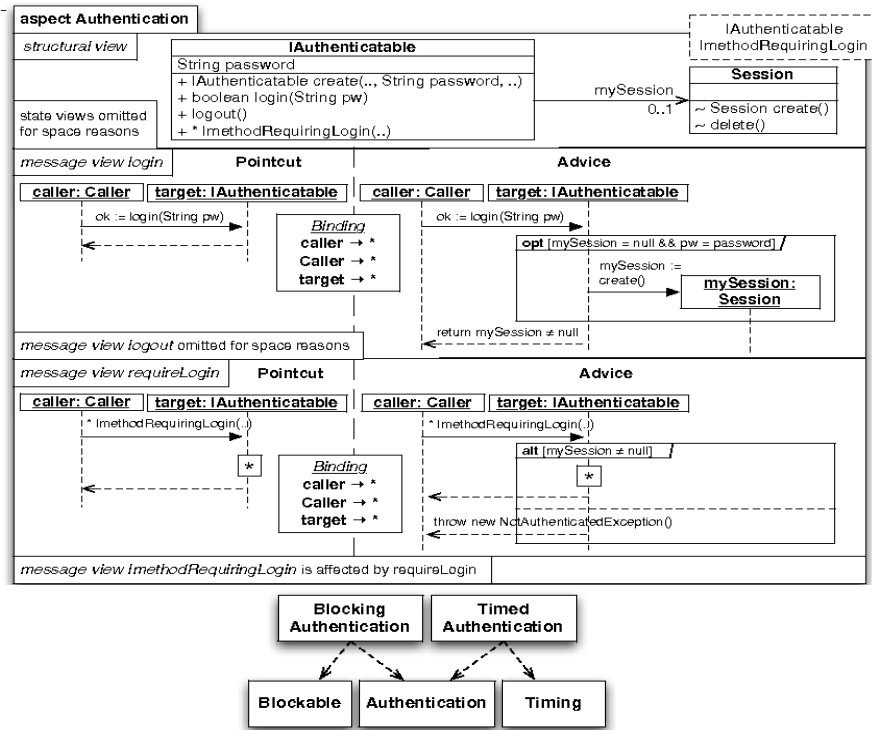 aspect Authentication
structural view
IAuthenticatable
String password
+ IAuthenticatable create(.., String password, ..)
+ boolean login(String pw)
+ logout()
+ * ImethodRequiringLogin(..)
mySession
0..1
IAuthenticatable
ImethodRequiringLogin
Session
~ Session create()
~ delete()
state views omitted
for space reasons
message view login
Pointcut
Advice
caller: Caller
target: IAuthenticatable
caller: Caller
target: IAuthenticatable
ok := login(String pw)
ok := login(String pw)
Binding
caller → *
Caller → *
target → *
opt [mySession = null && pw = password]
mySession :=
create()
mySession:
Session
return mySession ≠ null
message view logout omitted for space reasons
message view requireLogin
Pointcut
Advice
caller: Caller
target: IAuthenticatable
caller: Caller
target: IAuthenticatable
* ImethodRequiringLogin(..)
* ImethodRequiringLogin(..)
alt [mySession ≠ null]
*
*
Binding
caller → *
Caller → *
target → *
throw new NotAuthenticatedException()
message view ImethodRequiringLogin is affected by requireLogin
Blocking
Authentication
Timed
Authentication
Blockable
Authentication
Timing